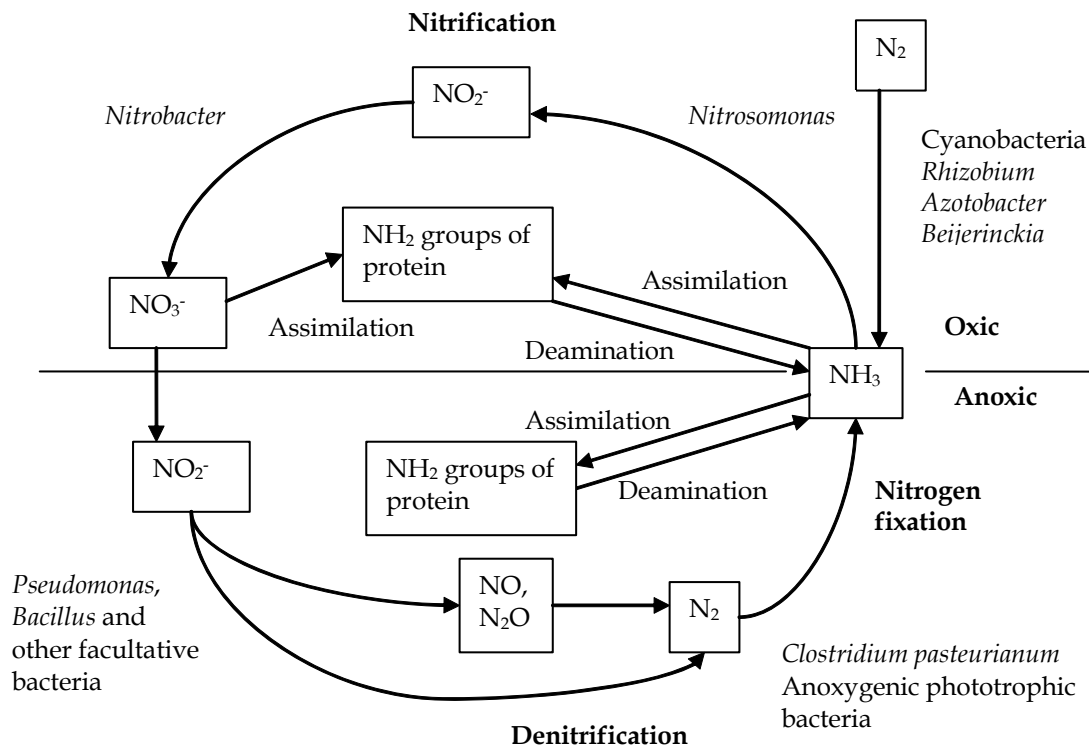 Nitrification
N₂
NO₂⁻
Nitrobacter
Nitrosomonas
Cyanobacteria
Rhizobium
Azotobacter
Beijerinckia
NH₂ groups of
protein
NO₃⁻
Assimilation
Assimilation
Deamination
Oxic
NH₃
Anoxic
Assimilation
NO₂⁻
NH₂ groups of
protein
Deamination
Nitrogen
fixation
Pseudomonas,
Bacillus and
other facultative
bacteria
NO,
N₂O
N₂
Clostridium pasteurianum
Anoxygenic phototrophic
bacteria
Denitrification